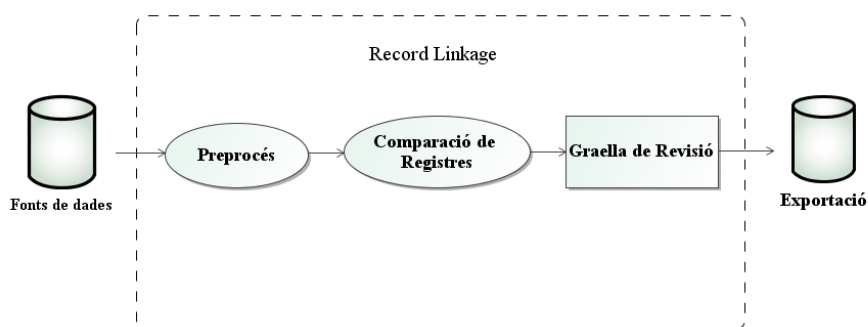 Record Linkage
Fonts de dades
Preprocés
Comparació de
Registres
Graella de Revisió
Exportació